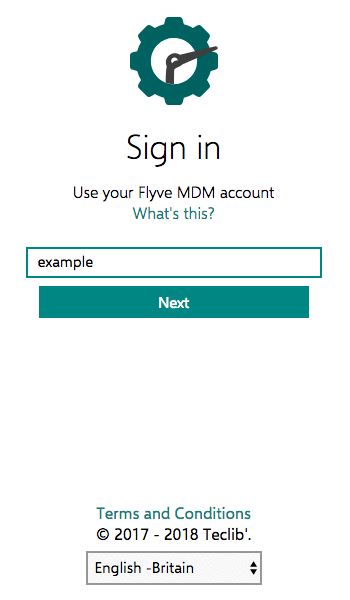 Sign in
Use your Flyve MDM account
What's this?
example
Next
Terms and Conditions
© 2017 - 2018 Teclib'.
English -Britain